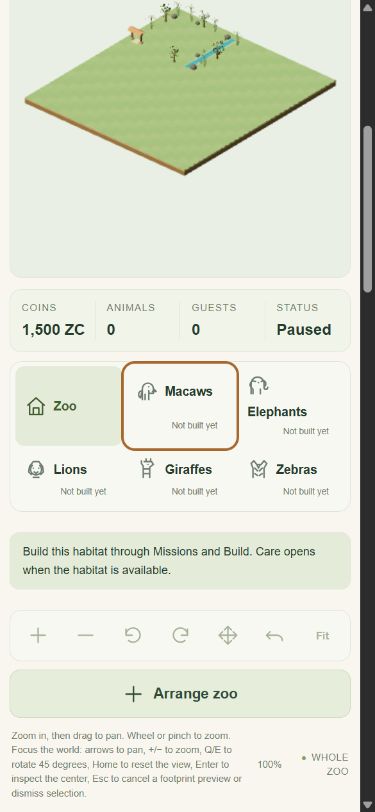 COINS
1,500 ZC
ANIMALS
0
GUESTS
0
STATUS
Paused
Zoo
Macaws
Not built yet
Elephants
Not built yet
Lions
Not built yet
Giraffes
Not built yet
Zebras
Not built yet
Build this habitat through Missions and Build. Care opens
when the habitat is available.
Fit
Arrange zoo
Zoom in, then drag to pan. Wheel or pinch to zoom.
Focus the world: arrows to pan, +/− to zoom, Q/E to
rotate 45 degrees, Home to reset the view, Enter to
inspect the center, Esc to cancel a footprint preview or
dismiss selection.
100%
WHOLE
ZOO